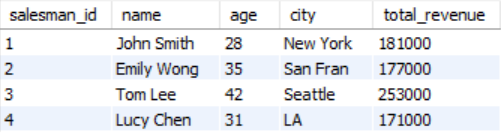 salesman_id name age city total_revenue
1 John Smith 28 New York 181000
2 Emily Wong 35 San Fran 177000
3 Tom Lee 42 Seattle 253000
4 Lucy Chen 31 LA 171000